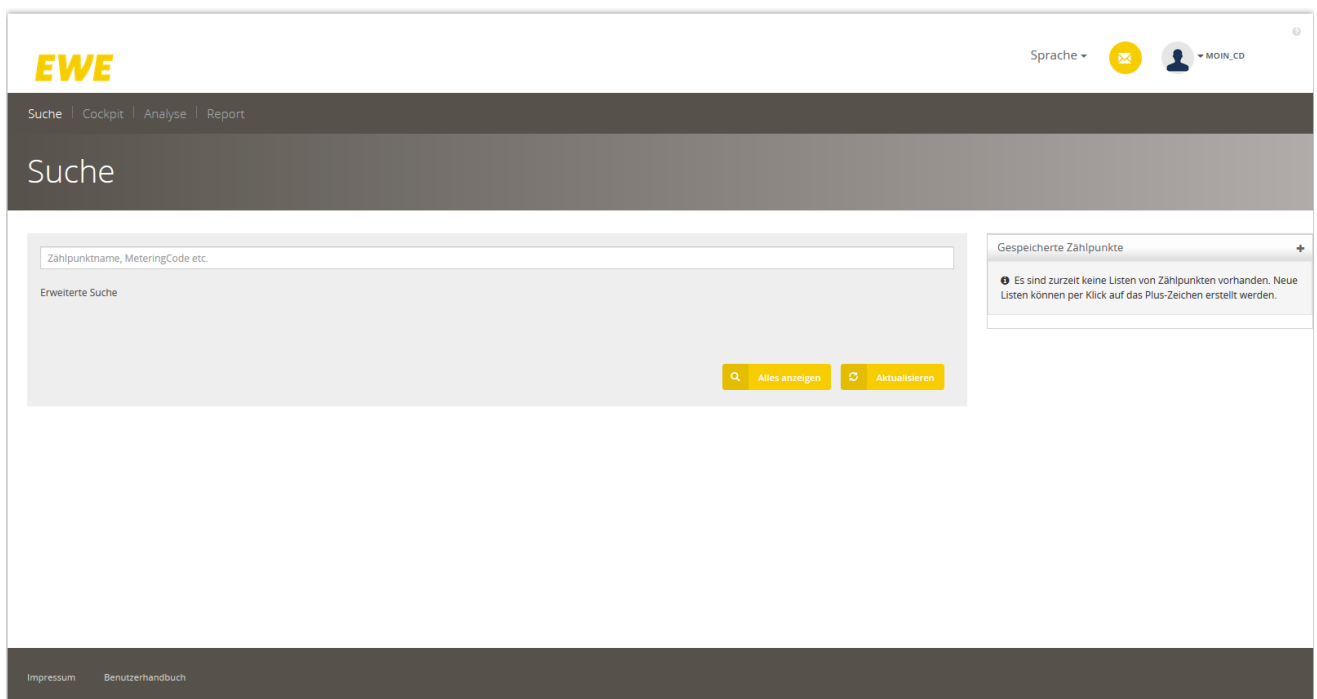 EWE
Sprache
MOIN_CD
Suche
Cockpit
Analyse
Report
Suche
Zählpunktname, MeteringCode etc.
Erweiterte Suche
Alles anzeigen
Aktualisieren
Gespeicherte Zählpunkte
Es sind zurzeit keine Listen von Zählpunkten vorhanden. Neue
Listen können per Klick auf das Plus-Zeichen erstellt werden.
Impressum
Benutzerhandbuch